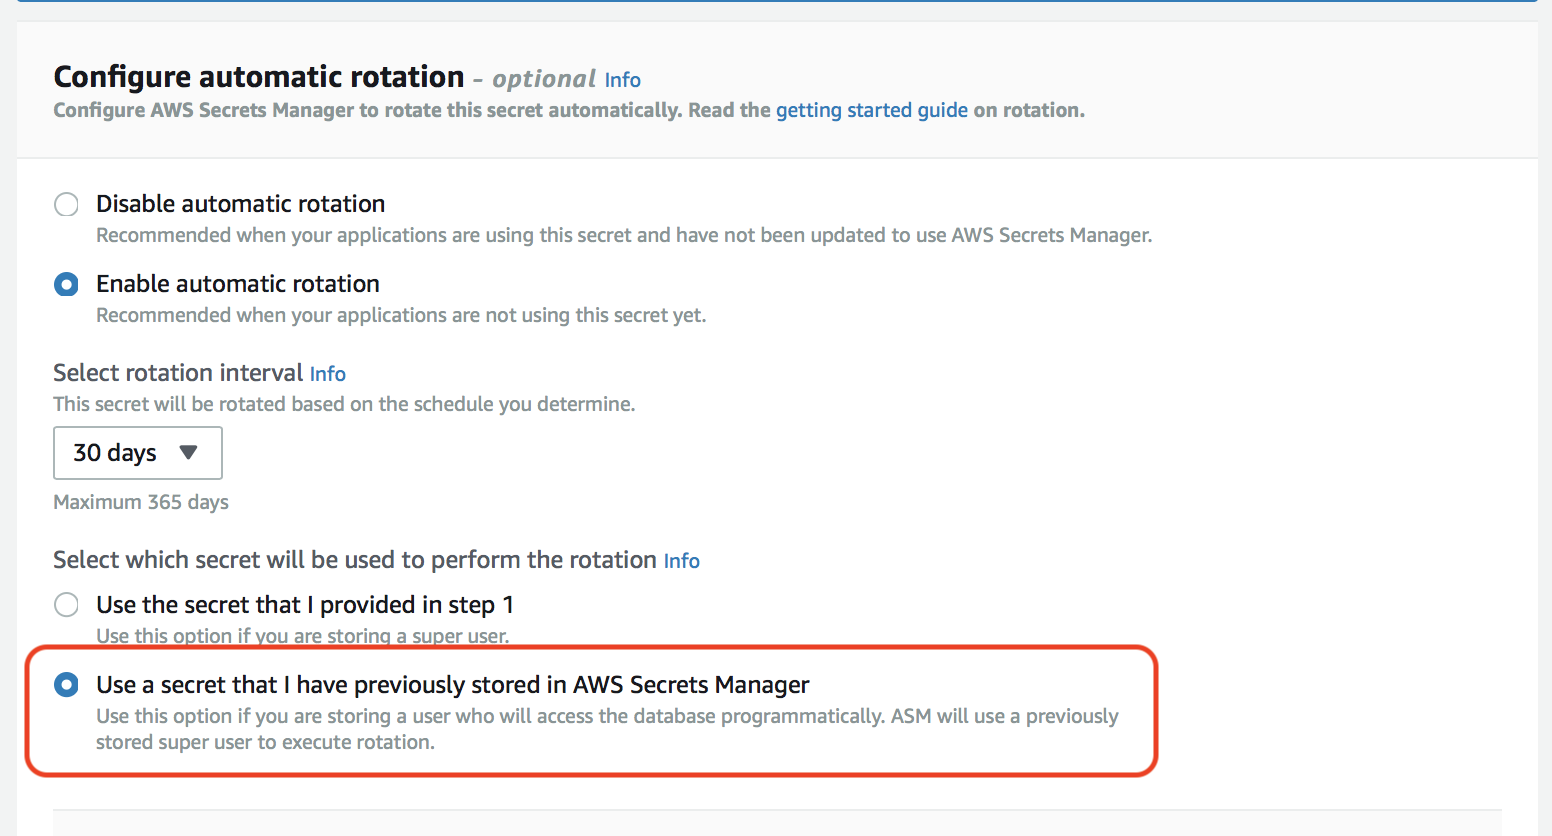 Configure automatic rotation - optional Info
Configure AWS Secrets Manager to rotate this secret automatically. Read the getting started guide on rotation.
Disable automatic rotation
Recommended when your applications are using this secret and have not been updated to use AWS Secrets Manager.
Enable automatic rotation
Recommended when your applications are not using this secret yet.
Select rotation interval Info
This secret will be rotated based on the schedule you determine.
30 days
Maximum 365 days
Select which secret will be used to perform the rotation Info
Use the secret that I provided in step 1
Use this option if you are storing a super user.
Use a secret that I have previously stored in AWS Secrets Manager
Use this option if you are storing a user who will access the database programmatically. ASM will use a previously
stored super user to execute rotation.